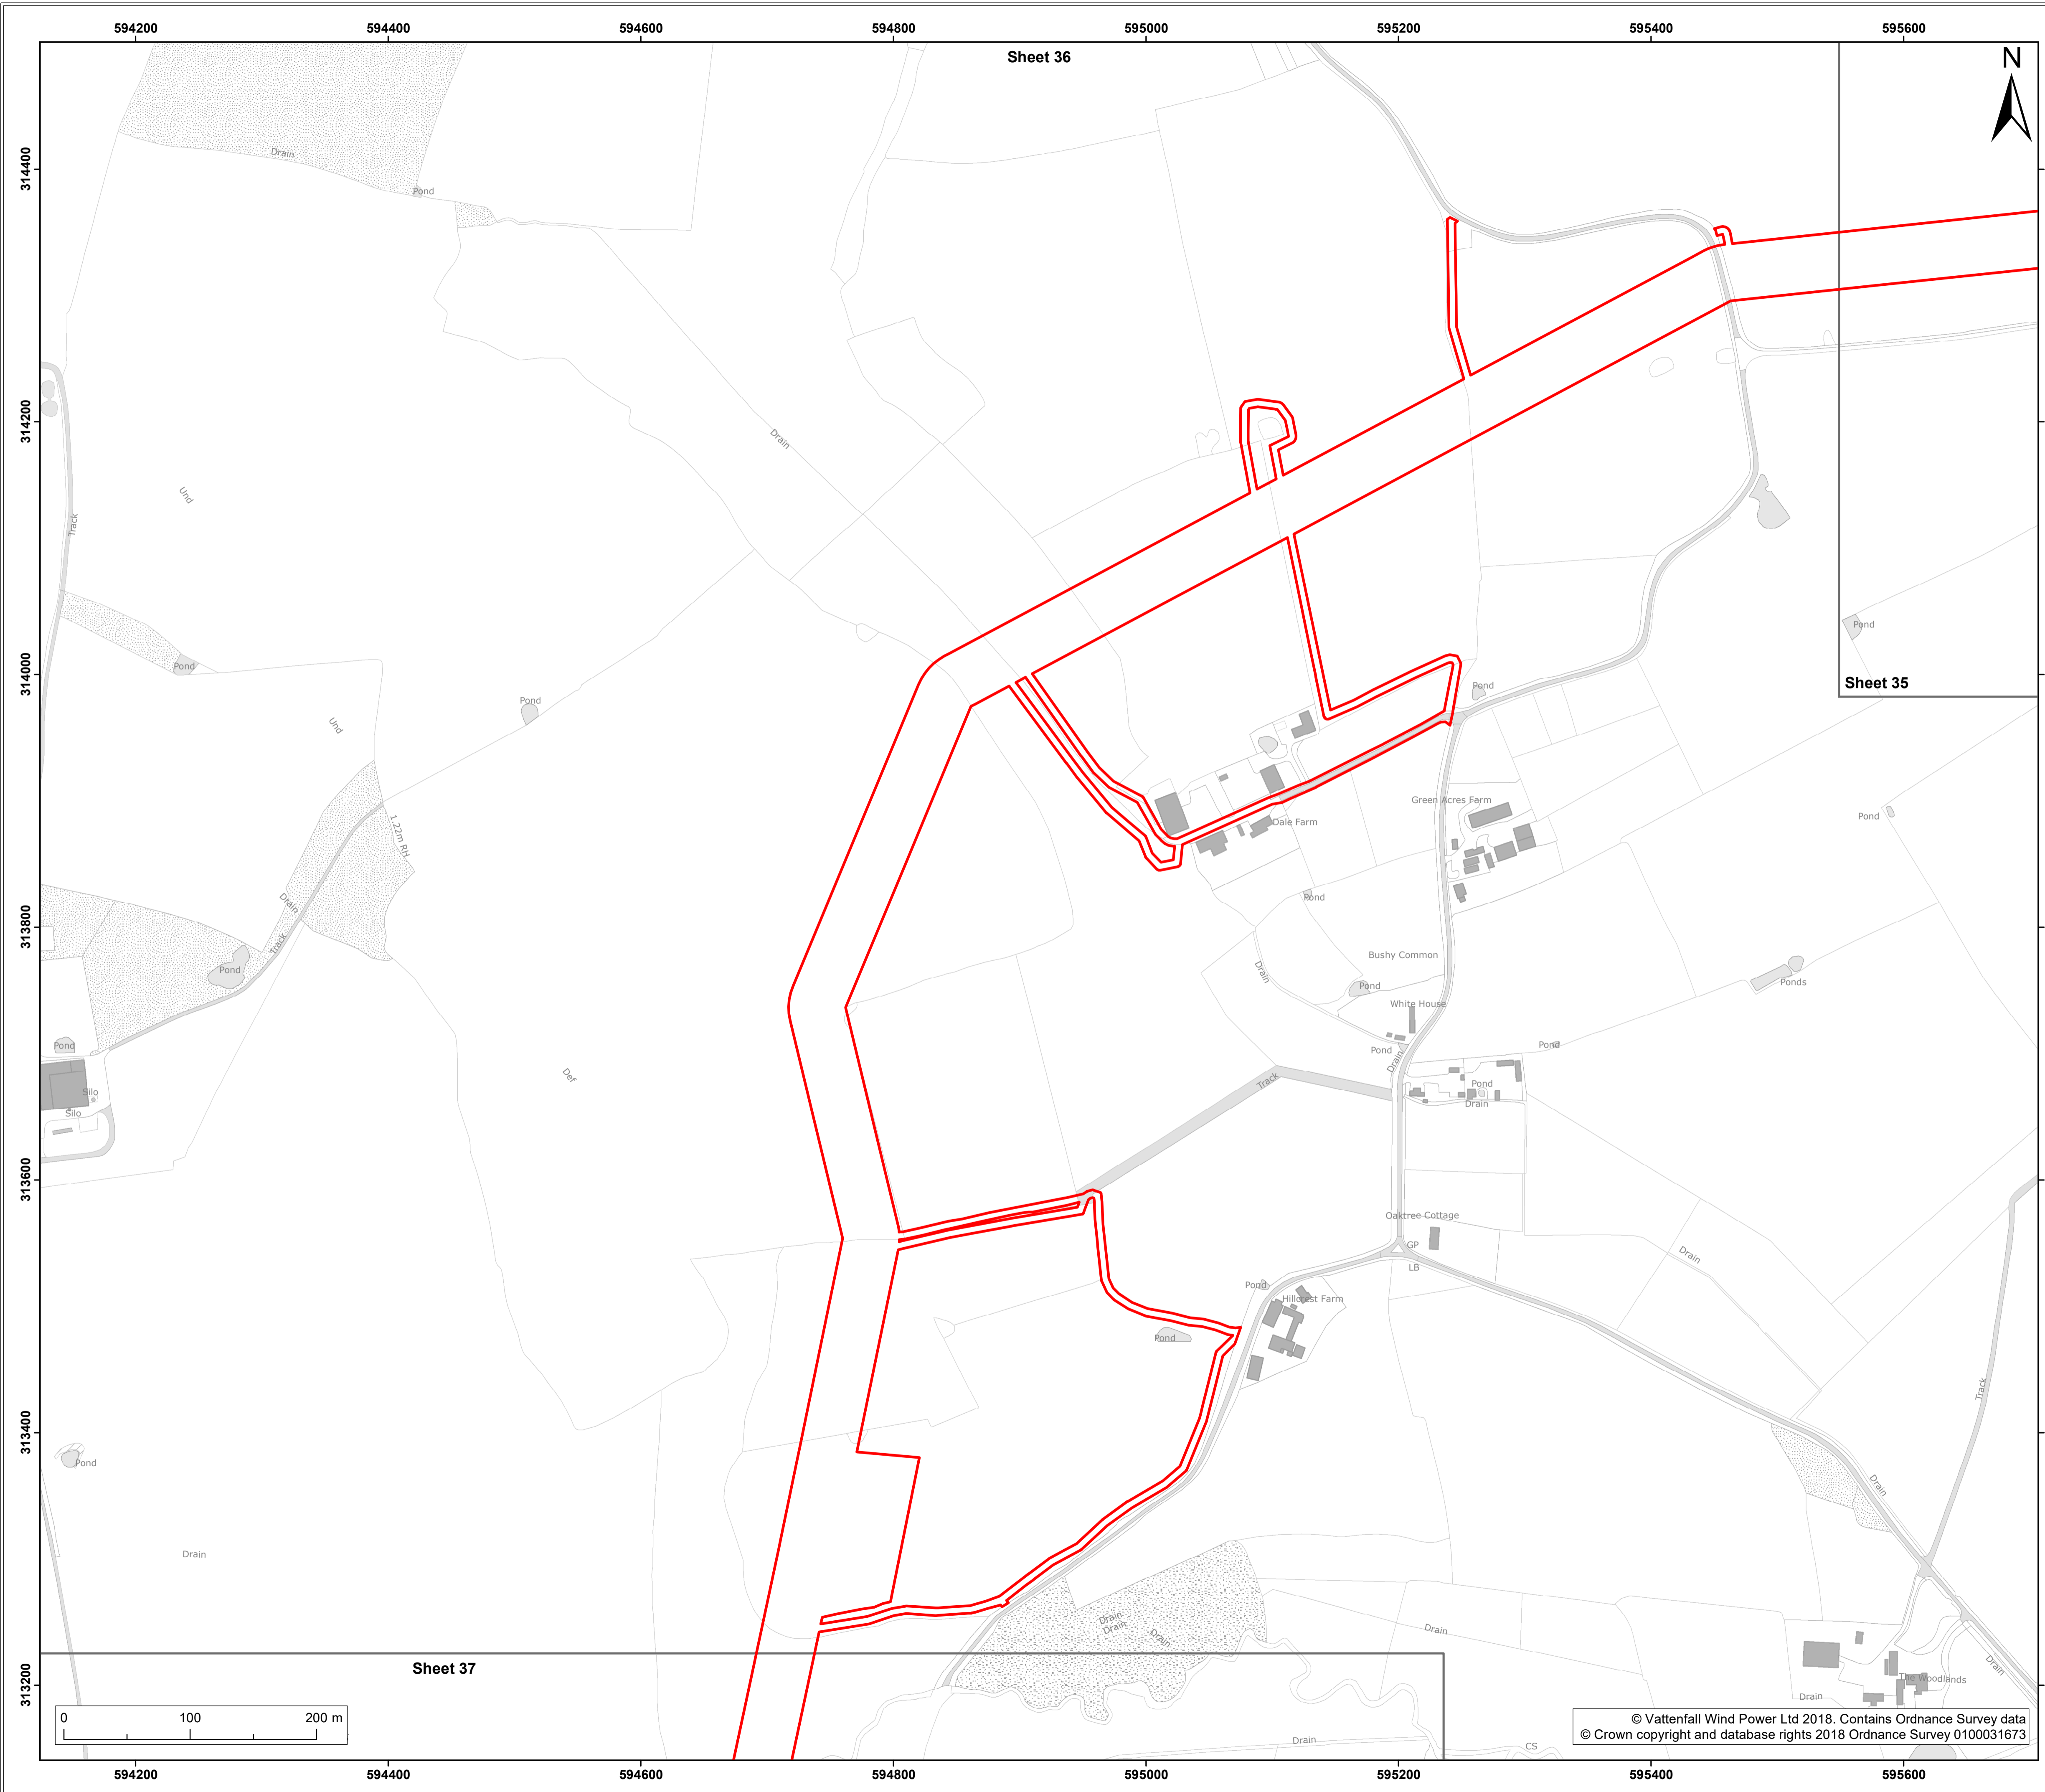 594200 594400 594600 594800 595000 595200 595400 595600
Sheet 36
N
314400
314200
314000
313800
313600
313400
313200
Drain
Pond
Drain
Und
Track
Pond
Pond
Und
Pond
Sheet 35
Pond
Green Acres Farm
Pond
Dale Farm
1.22m RH
Drain
Pond
Track
Bushy Common
Pond
Drain
Pond
Ponds
White House
Pond
Pond
Pond
Drain
Def
Track
Pond
Silo
Drain
Silo
Oaktree Cottage
GP
Drain
LB
Pond
Hillcrest Farm
Pond
Track
Pond
Drain
Drain
Drain
Drain
Drain
Drain
Drain
Sheet 37
The Woodlands
Drain
Drain
0 100 200 m
© Vattenfall Wind Power Ltd 2018. Contains Ordnance Survey data
© Crown copyright and database rights 2018 Ordnance Survey 0100031673
Drain
CS
594200 594400 594600 594800 595000 595200 595400 595600